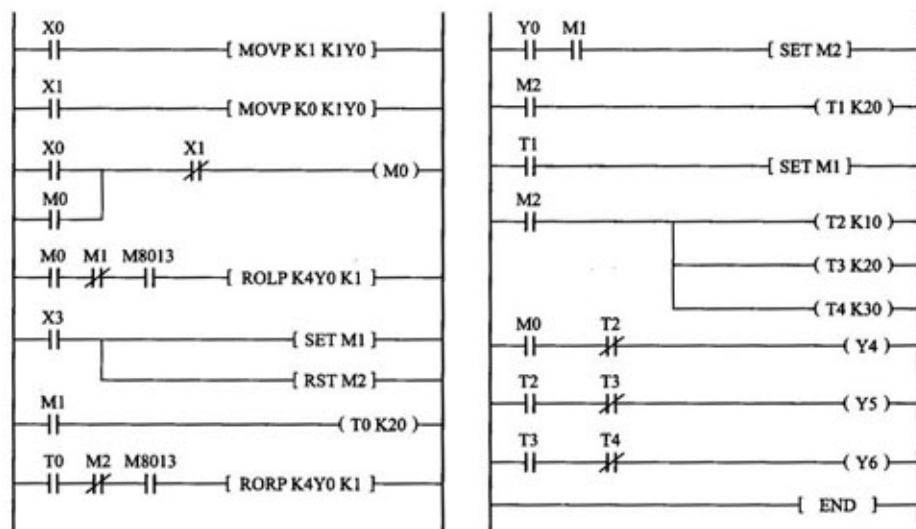 X0
[ MOVP K1 K1Y0 ]
X1
[ MOVP K0 K1Y0 ]
X0 X1
( M0 )
M0
M0 M1 M8013
[ ROLP K4Y0 K1 ]
X3
[ SET M1 ]
[ RST M2 ]
M1
( T0 K20 )
T0 M2 M8013
[ RORP K4Y0 K1 ]
Y0 M1
[ SET M2 ]
M2
( T1 K20 )
T1
[ SET M1 ]
M2
( T2 K10 )
( T3 K20 )
( T4 K30 )
M0 T2
( Y4 )
T2 T3
( Y5 )
T3 T4
( Y6 )
[ END ]